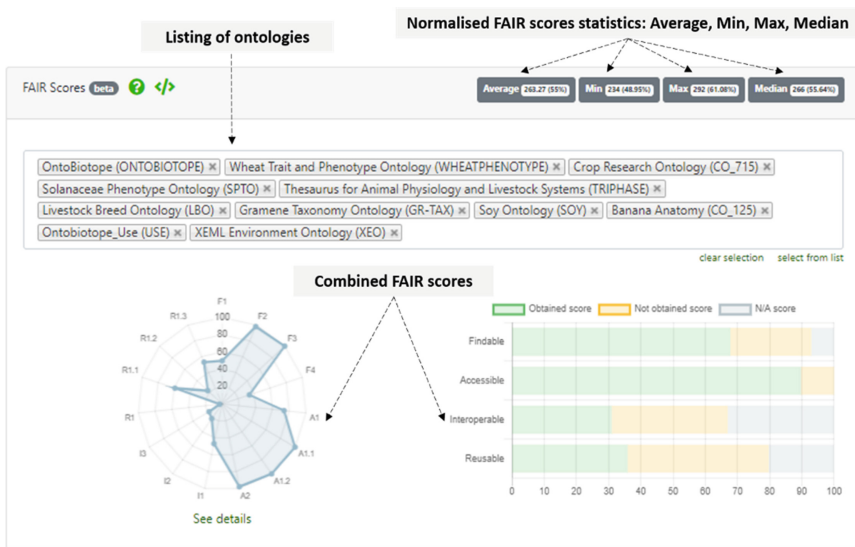 Normalised FAIR scores statistics: Average, Min, Max, Median
Listing of ontologies
FAIR Scores beta ? </>
Average 263.27 (55%) Min 234 (48.95%) Max 292 (61.08%) Median 266 (55.64%)
OntoBiotope (ONTOBIOTOPE) × Wheat Trait and Phenotype Ontology (WHEATPHENOTYPE) × Crop Research Ontology (CO_715) ×
Solanaceae Phenotype Ontology (SPTO) × Thesaurus for Animal Physiology and Livestock Systems (TRIPHASE) ×
Livestock Breed Ontology (LBO) × Gramene Taxonomy Ontology (GR-TAX) × Soy Ontology (SOY) × Banana Anatomy (CO_125) ×
Ontobiotope_Use (USE) × XEML Environment Ontology (XEO) ×
clear selection select from list
Combined FAIR scores
F1
R1.3 100 F2
R1.2 80 F3
60
R1.1 40 F4
20
R1 A1
I3 A1.1
I2 A1.2
I1 A2
See details
Obtained score Not obtained score N/A score
Findable
Accessible
Interoperable
Reusable
0 10 20 30 40 50 60 70 80 90 100